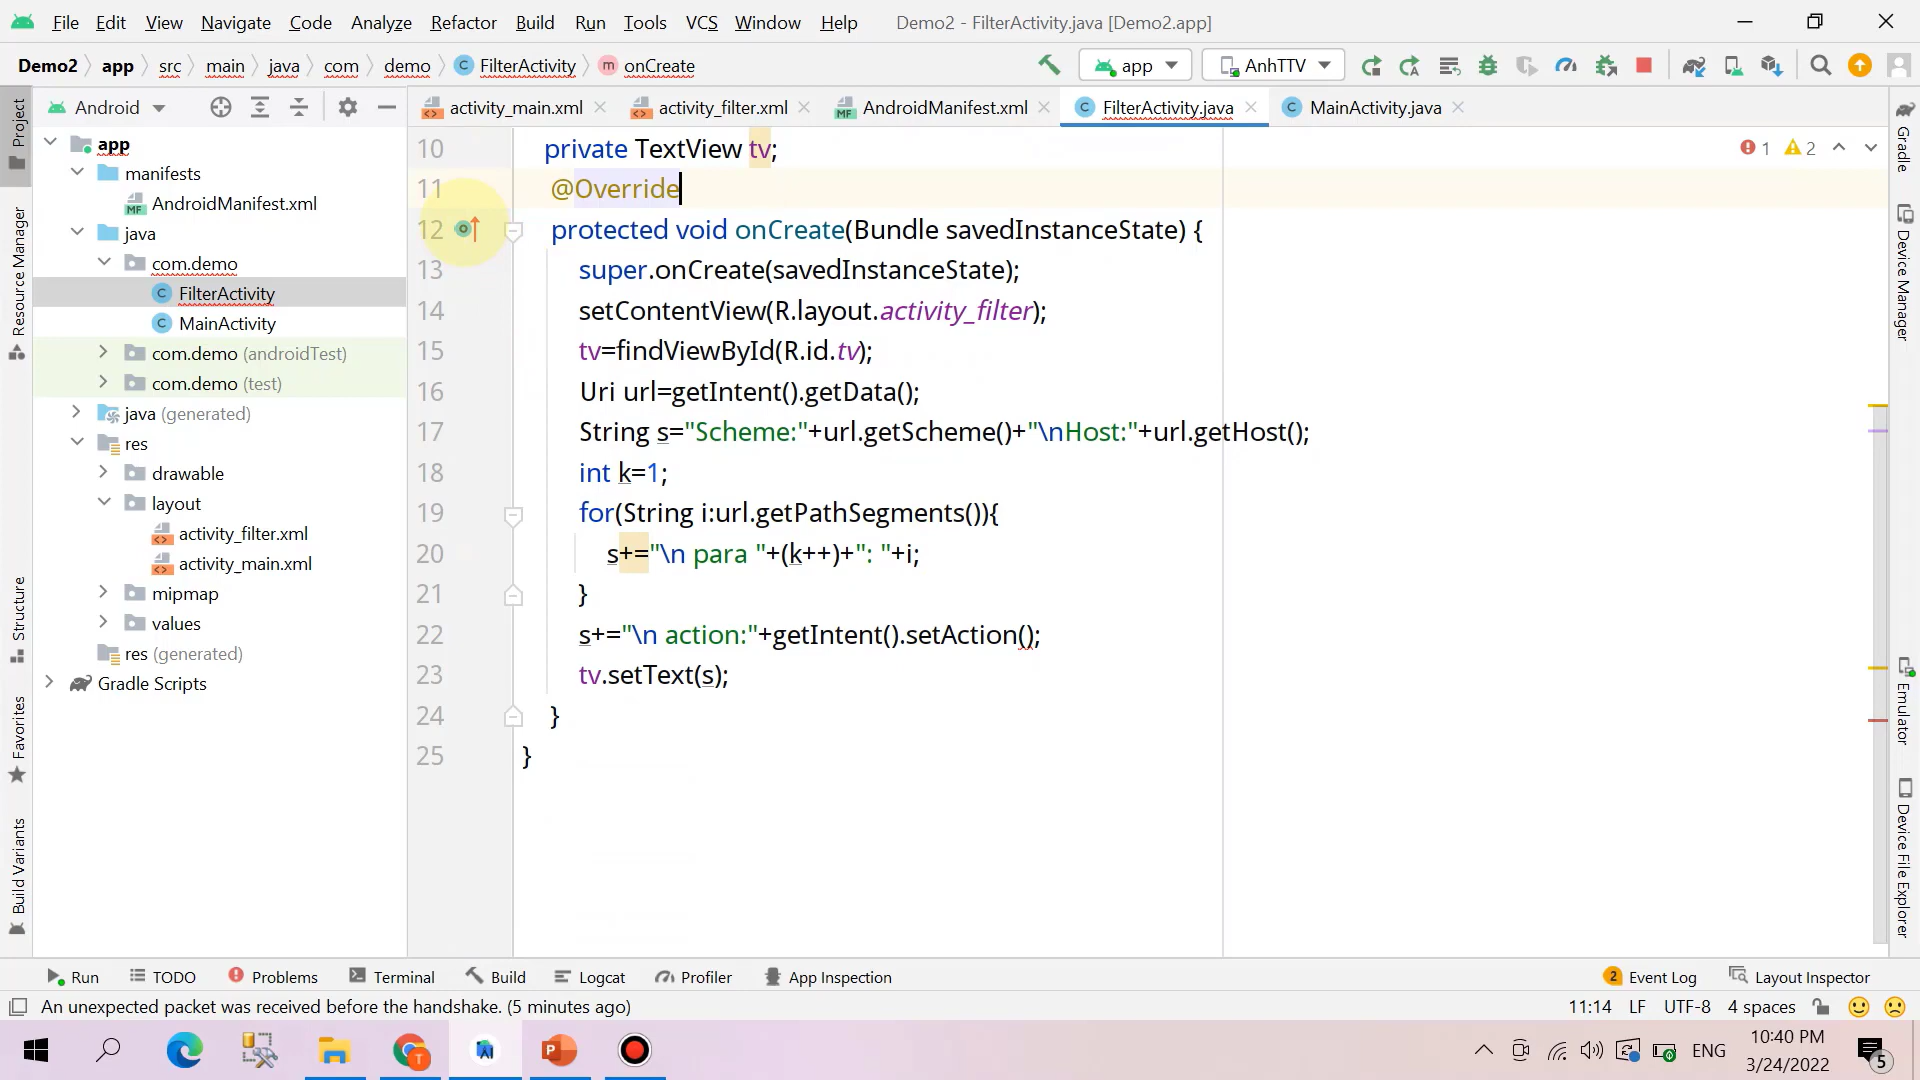 File Edit View Navigate Code Analyze Refactor Build Run Tools VCS Window Help Demo2 - FilterActivity.java [Demo2.app]
Demo2 app src main java com demo FilterActivity onCreate app AnhTTV
Android activity_main.xml activity_filter.xml AndroidManifest.xml FilterActivity.java MainActivity.java
Project
Resource Manager
Structure
Favorites
Build Variants
app
manifests
AndroidManifest.xml
java
com.demo
FilterActivity
MainActivity
com.demo (androidTest)
com.demo (test)
java (generated)
res
drawable
layout
activity_filter.xml
activity_main.xml
mipmap
values
res (generated)
Gradle Scripts
1 2
10 private TextView tv;
11 @Override
12 protected void onCreate(Bundle savedInstanceState) {
13 super.onCreate(savedInstanceState);
14 setContentView(R.layout.activity_filter);
15 tv=findViewById(R.id.tv);
16 Uri url=getIntent().getData();
17 String s="Scheme:"+url.getScheme()+"\nHost:"+url.getHost();
18 int k=1;
19 for(String i:url.getPathSegments()){
20 s+="\n para "+(k++)+": "+i;
21 }
22 s+="\n action:"+getIntent().setAction();
23 tv.setText(s);
24 }
25 }
Gradle
Device Manager
Emulator
Device File Explorer
Run TODO Problems Terminal Build Logcat Profiler App Inspection 2 Event Log Layout Inspector
An unexpected packet was received before the handshake. (5 minutes ago) 11:14 LF UTF-8 4 spaces
ENG 10:40 PM
3/24/2022 5